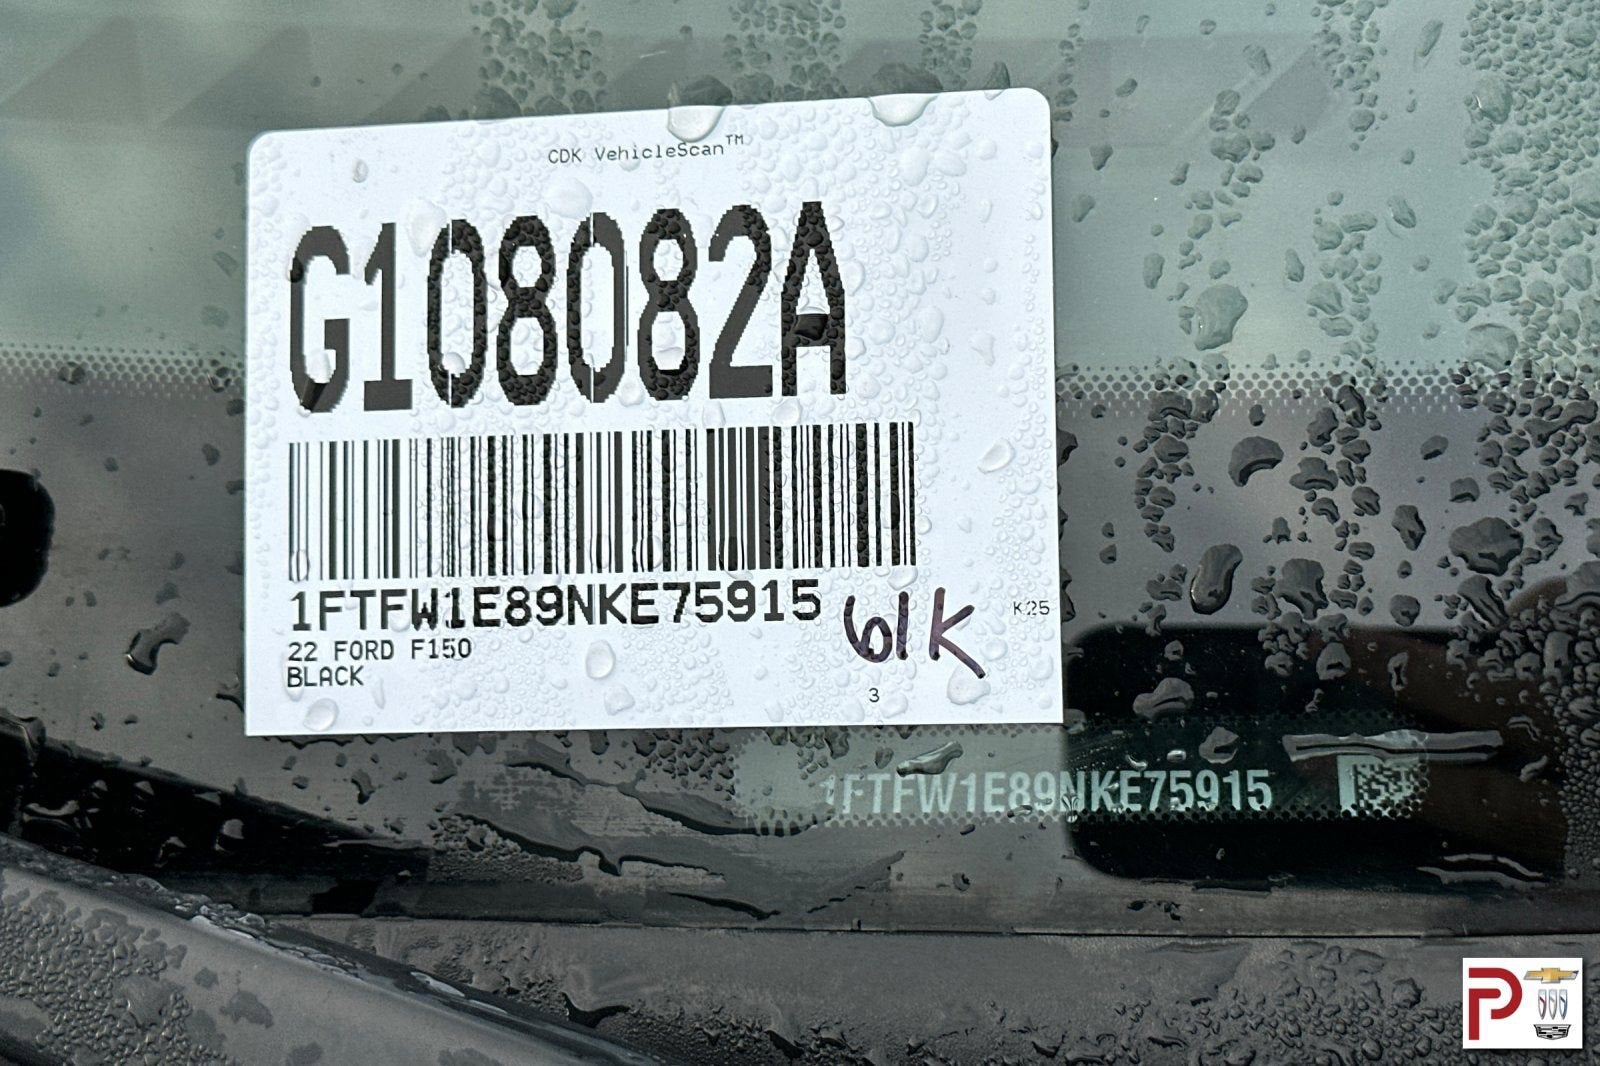 CDK VehicleScan™
G108082A
1FTFW1E89NKE75915
61K
K25
22 FORD F150
BLACK
3
1FTFW1E89NKE75915
P